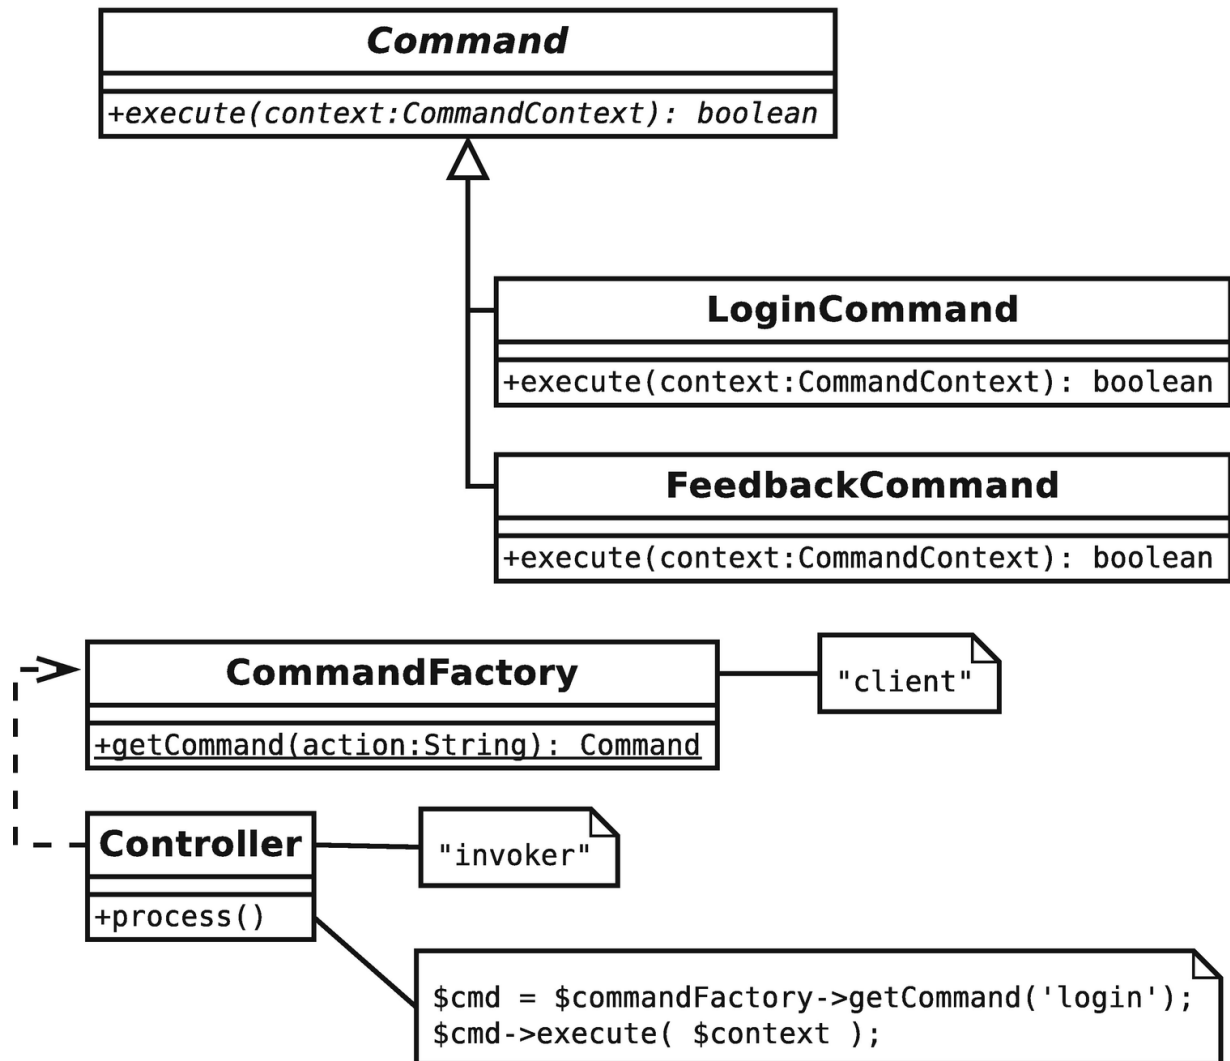 Command
+execute(context:CommandContext): boolean
LoginCommand
+execute(context:CommandContext): boolean
FeedbackCommand
+execute(context:CommandContext): boolean
CommandFactory
"client"
+getCommand(action:String): Command
Controller
"invoker"
+process()
$cmd = $commandFactory->getCommand('login');
$cmd->execute( $context );